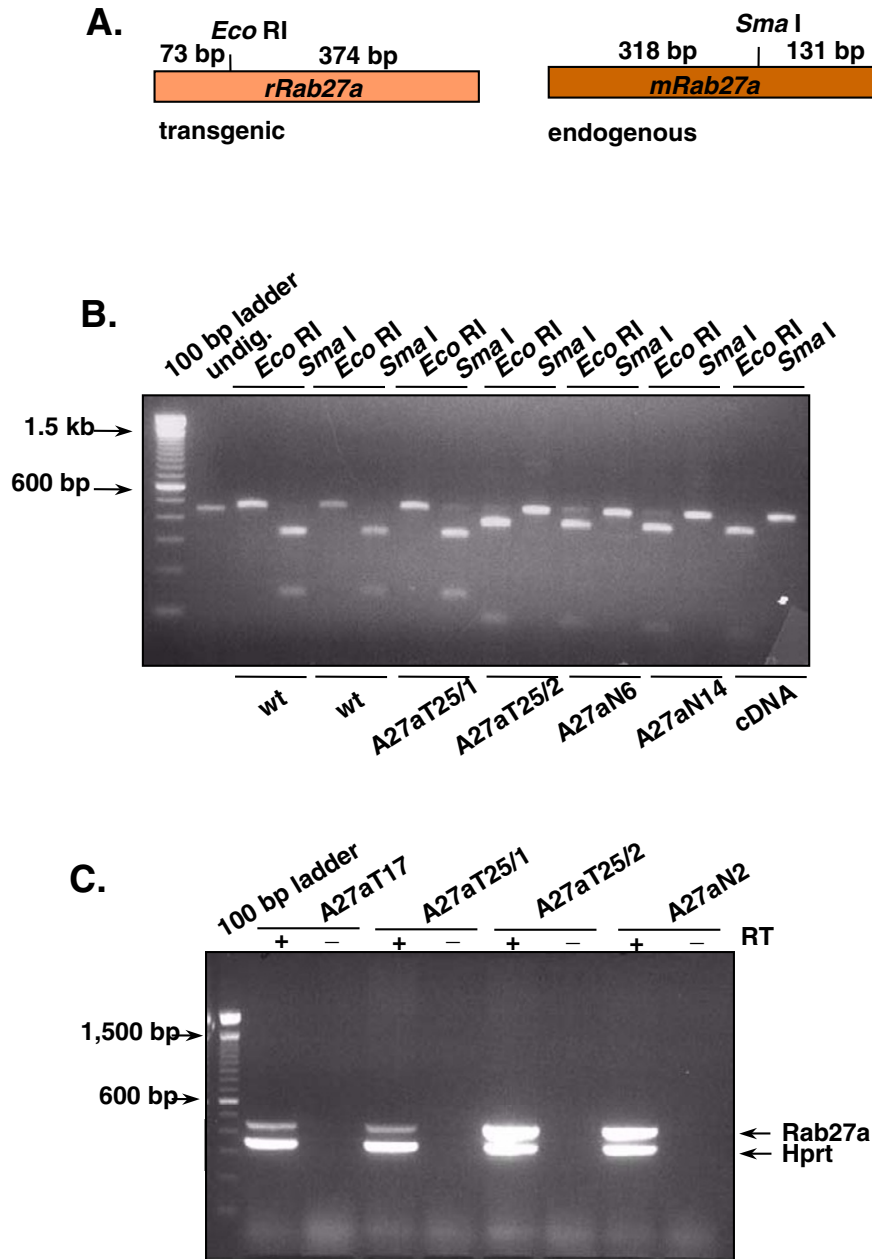 A.
Eco RI
73 bp 374 bp
rRab27a
transgenic
Sma I
318 bp 131 bp
mRab27a
endogenous
B.
100 bp ladder
undig.
Eco RI
Sma I
Eco RI
Sma I
Eco RI
Sma I
Eco RI
Sma I
Eco RI
Sma I
Eco RI
Sma I
Eco RI
Sma I
1.5 kb
600 bp
wt
wt
A27aT25/1
A27aT25/2
A27aN6
A27aN14
cDNA
C.
100 bp ladder
A27aT17
A27aT25/1
A27aT25/2
A27aN2
+ – + – + – + – RT
1,500 bp
600 bp
Rab27a
Hprt